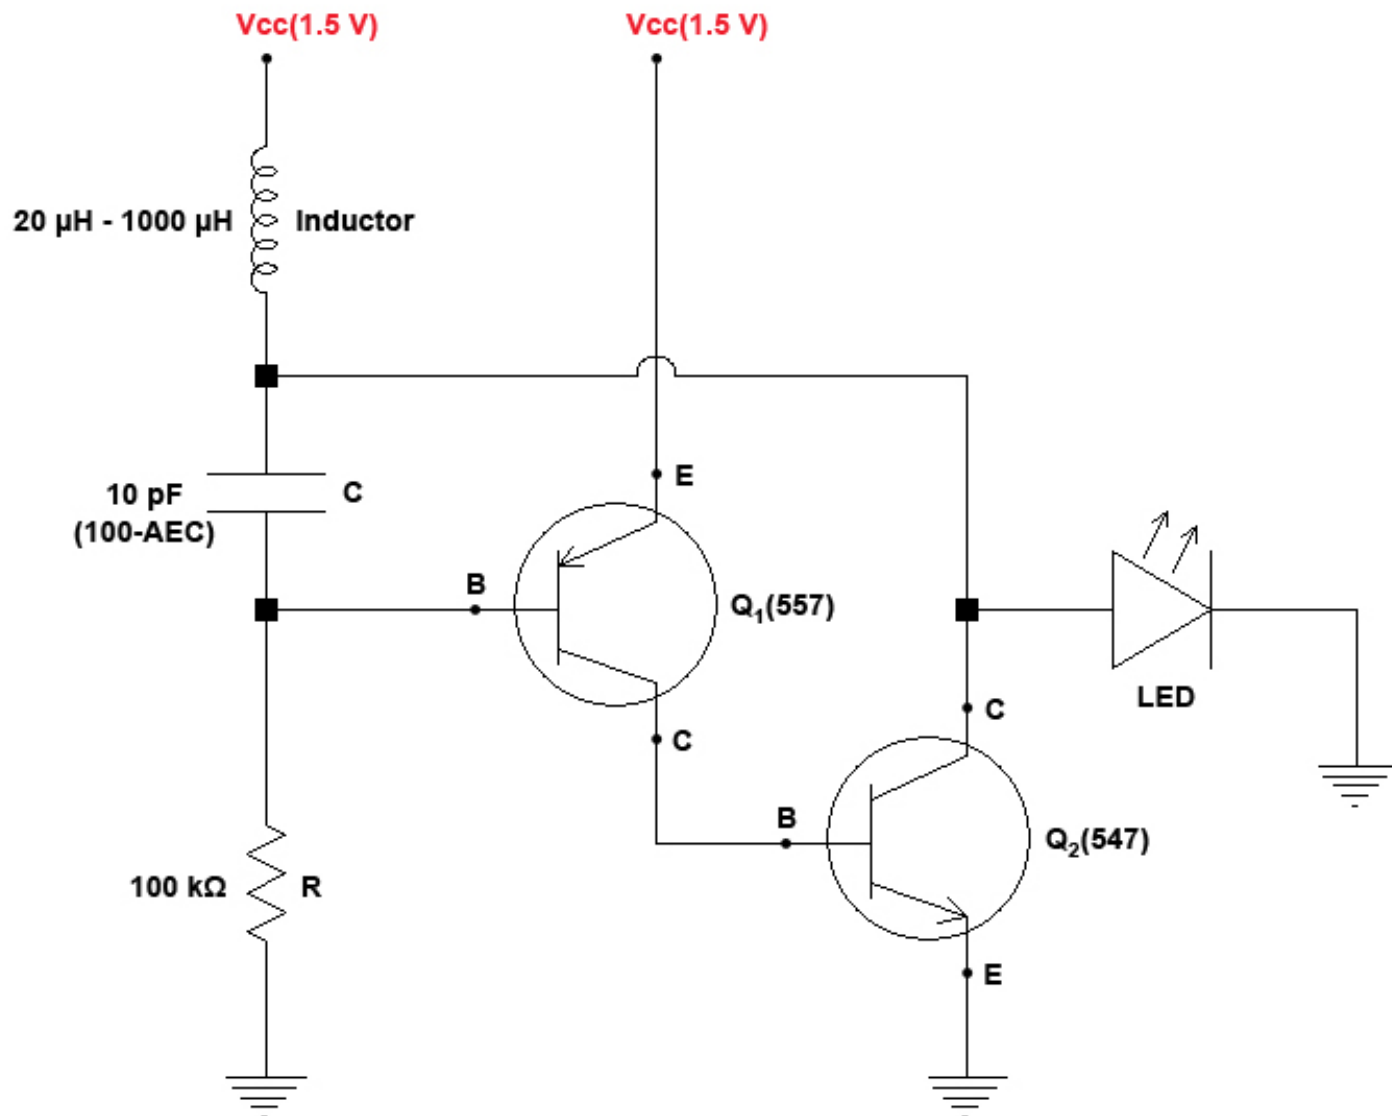 Vcc(1.5 V)
Vcc(1.5 V)
20 µH - 1000 µH
Inductor
E
10 pF
(100-AEC)
C
B
Q1(557)
LED
C
C
B
Q2(547)
100 kΩ
R
E